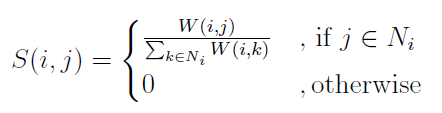 S(i, j) = { W(i,j) / ∑_{k∈N_i} W(i,k) , if j ∈ N_i
0 , otherwise